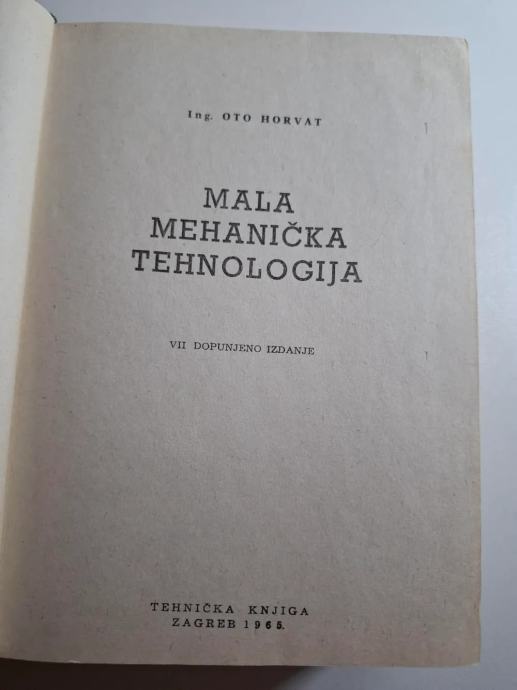 Ing. OTO HORVAT
MALA
MEHANIČKA
TEHNOLOGIJA
VII DOPUNJENO IZDANJE
TEHNIČKA KNJIGA
ZAGREB 1965.